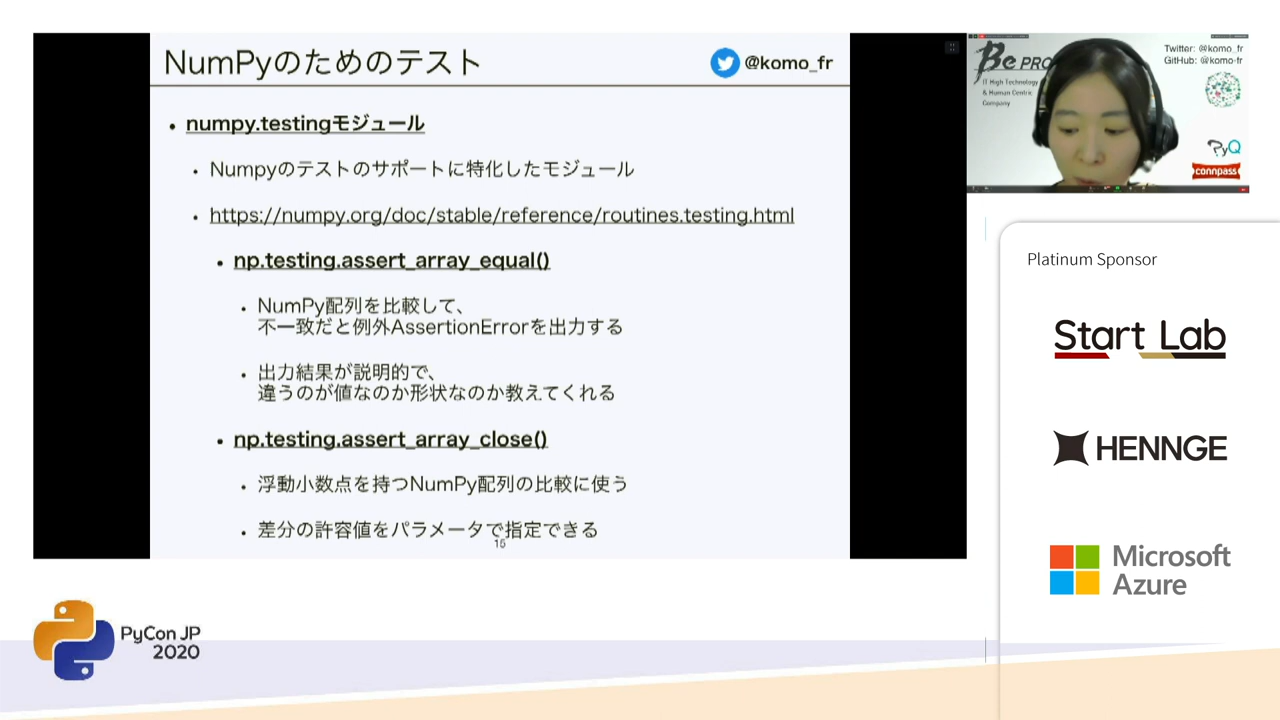 NumPyのためのテスト
@komo_fr
• numpy.testingモジュール
• Numpyのテストのサポートに特化したモジュール
• https://numpy.org/doc/stable/reference/routines.testing.html
• np.testing.assert_array_equal()
• NumPy配列を比較して、
不一致だと例外AssertionErrorを出力する
• 出力結果が説明的で、
違うのが値なのか形状なのか教えてくれる
• np.testing.assert_array_close()
• 浮動小数点を持つNumPy配列の比較に使う
• 差分の許容値をパラメータで指定できる
15
Be PRO
IT High Technology
& Human Centric
Company
Twitter: @komo_fr
GitHub: @komo-fr
PyQ
connpass
Platinum Sponsor
Start Lab
HENNGE
Microsoft
Azure
PyCon JP
2020